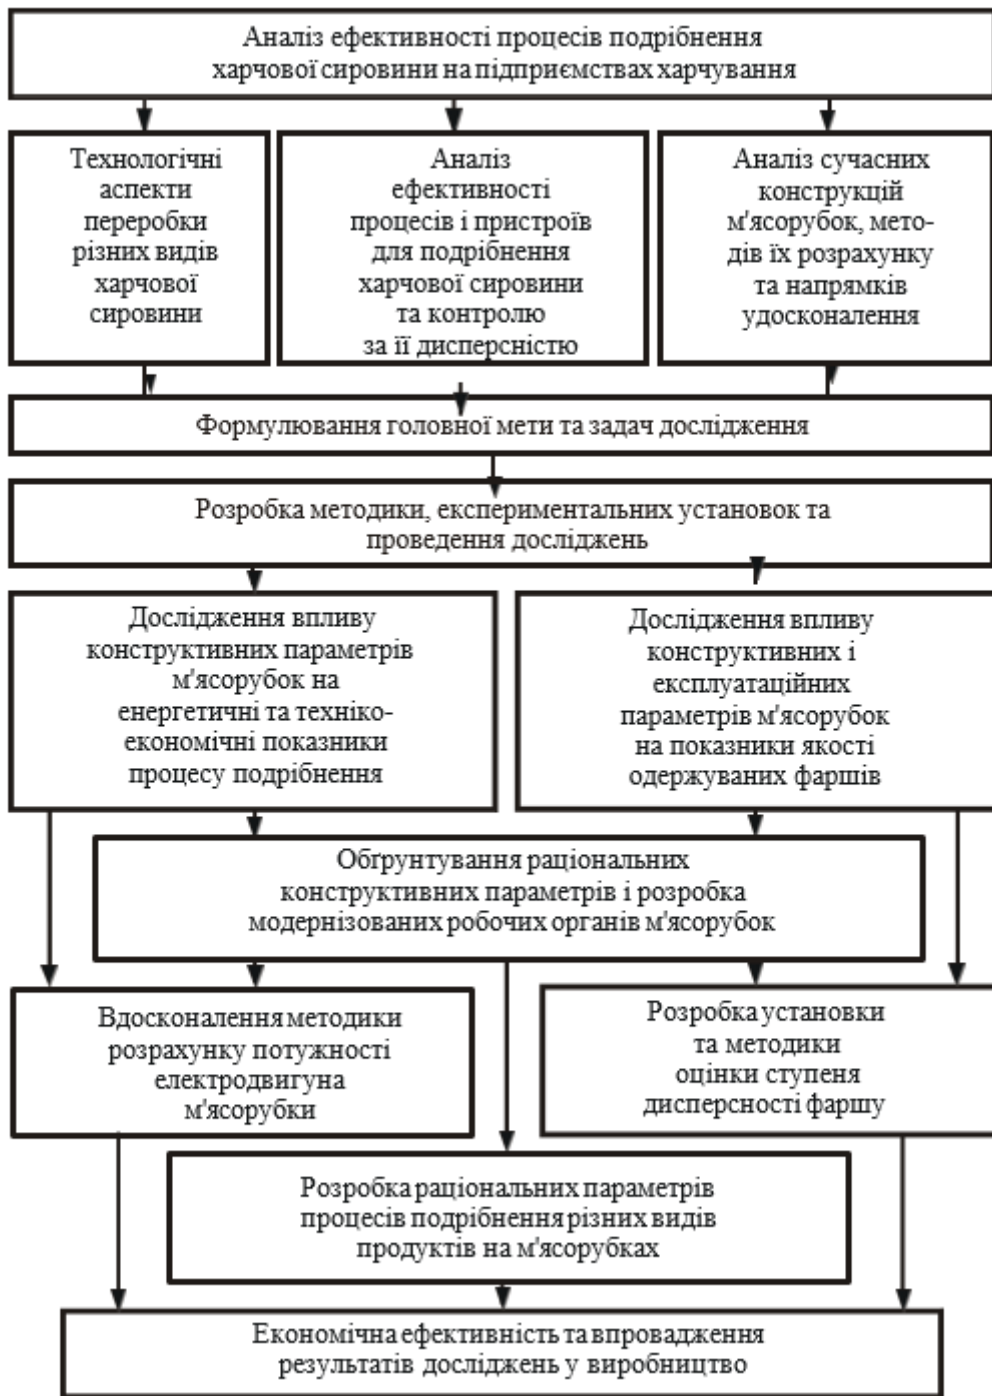 Аналіз ефективності процесів подрібнення
харчової сировини на підприємствах харчування
Технологічні
аспекти
переробки
різних видів
харчової
сировини
Аналіз
ефективності
процесів і пристроїв
для подрібнення
харчової сировини
та контролю
за її дисперсністю
Аналіз сучасних
конструкцій
м'ясорубок, мето-
дів їх розрахунку
та напрямків
удосконалення
Формулювання головної мети та задач дослідження
Розробка методики, експериментальних установок та
проведення досліджень
Дослідження впливу
конструктивних параметрів
м'ясорубок на
енергетичні та техніко-
економічні показники
процесу подрібнення
Дослідження впливу
конструктивних і
експлуатаційних
параметрів м'ясорубок
на показники якості
одержуваних фаршів
Обґрунтування раціональних
конструктивних параметрів і розробка
модернізованих робочих органів м'ясорубок
Вдосконалення методики
розрахунку потужності
електродвигуна
м'ясорубки
Розробка установки
та методики
оцінки ступеня
дисперсності фаршу
Розробка раціональних параметрів
процесів подрібнення різних видів
продуктів на м'ясорубках
Економічна ефективність та впровадження
результатів досліджень у виробництво